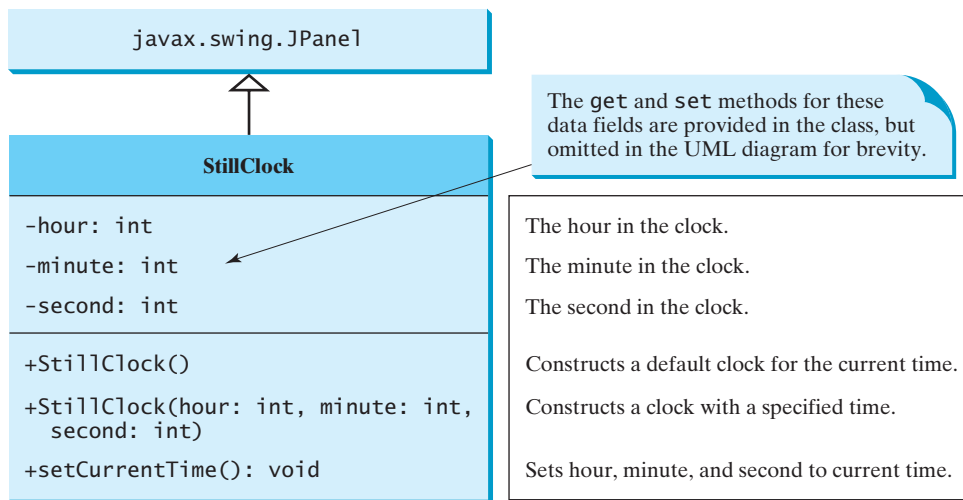 javax.swing.JPanel
The get and set methods for these
data fields are provided in the class, but
omitted in the UML diagram for brevity.
StillClock
-hour: int
-minute: int
-second: int
The hour in the clock.
The minute in the clock.
The second in the clock.
+StillClock()
+StillClock(hour: int, minute: int,
second: int)
+setCurrentTime(): void
Constructs a default clock for the current time.
Constructs a clock with a specified time.
Sets hour, minute, and second to current time.